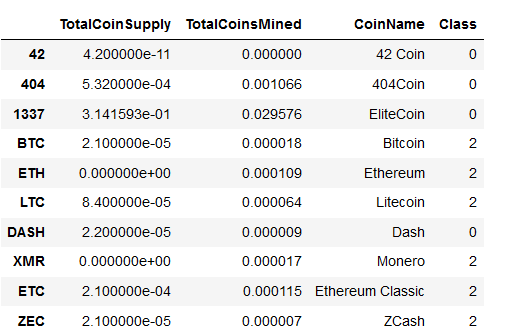 TotalCoinSupply TotalCoinsMined CoinName Class
42 4.200000e-11 0.000000 42 Coin 0
404 5.320000e-04 0.001066 404Coin 0
1337 3.141593e-01 0.029576 EliteCoin 0
BTC 2.100000e-05 0.000018 Bitcoin 2
ETH 0.000000e+00 0.000109 Ethereum 2
LTC 8.400000e-05 0.000064 Litecoin 2
DASH 2.200000e-05 0.000009 Dash 0
XMR 0.000000e+00 0.000017 Monero 2
ETC 2.100000e-04 0.000115 Ethereum Classic 2
ZEC 2.100000e-05 0.000007 ZCash 2